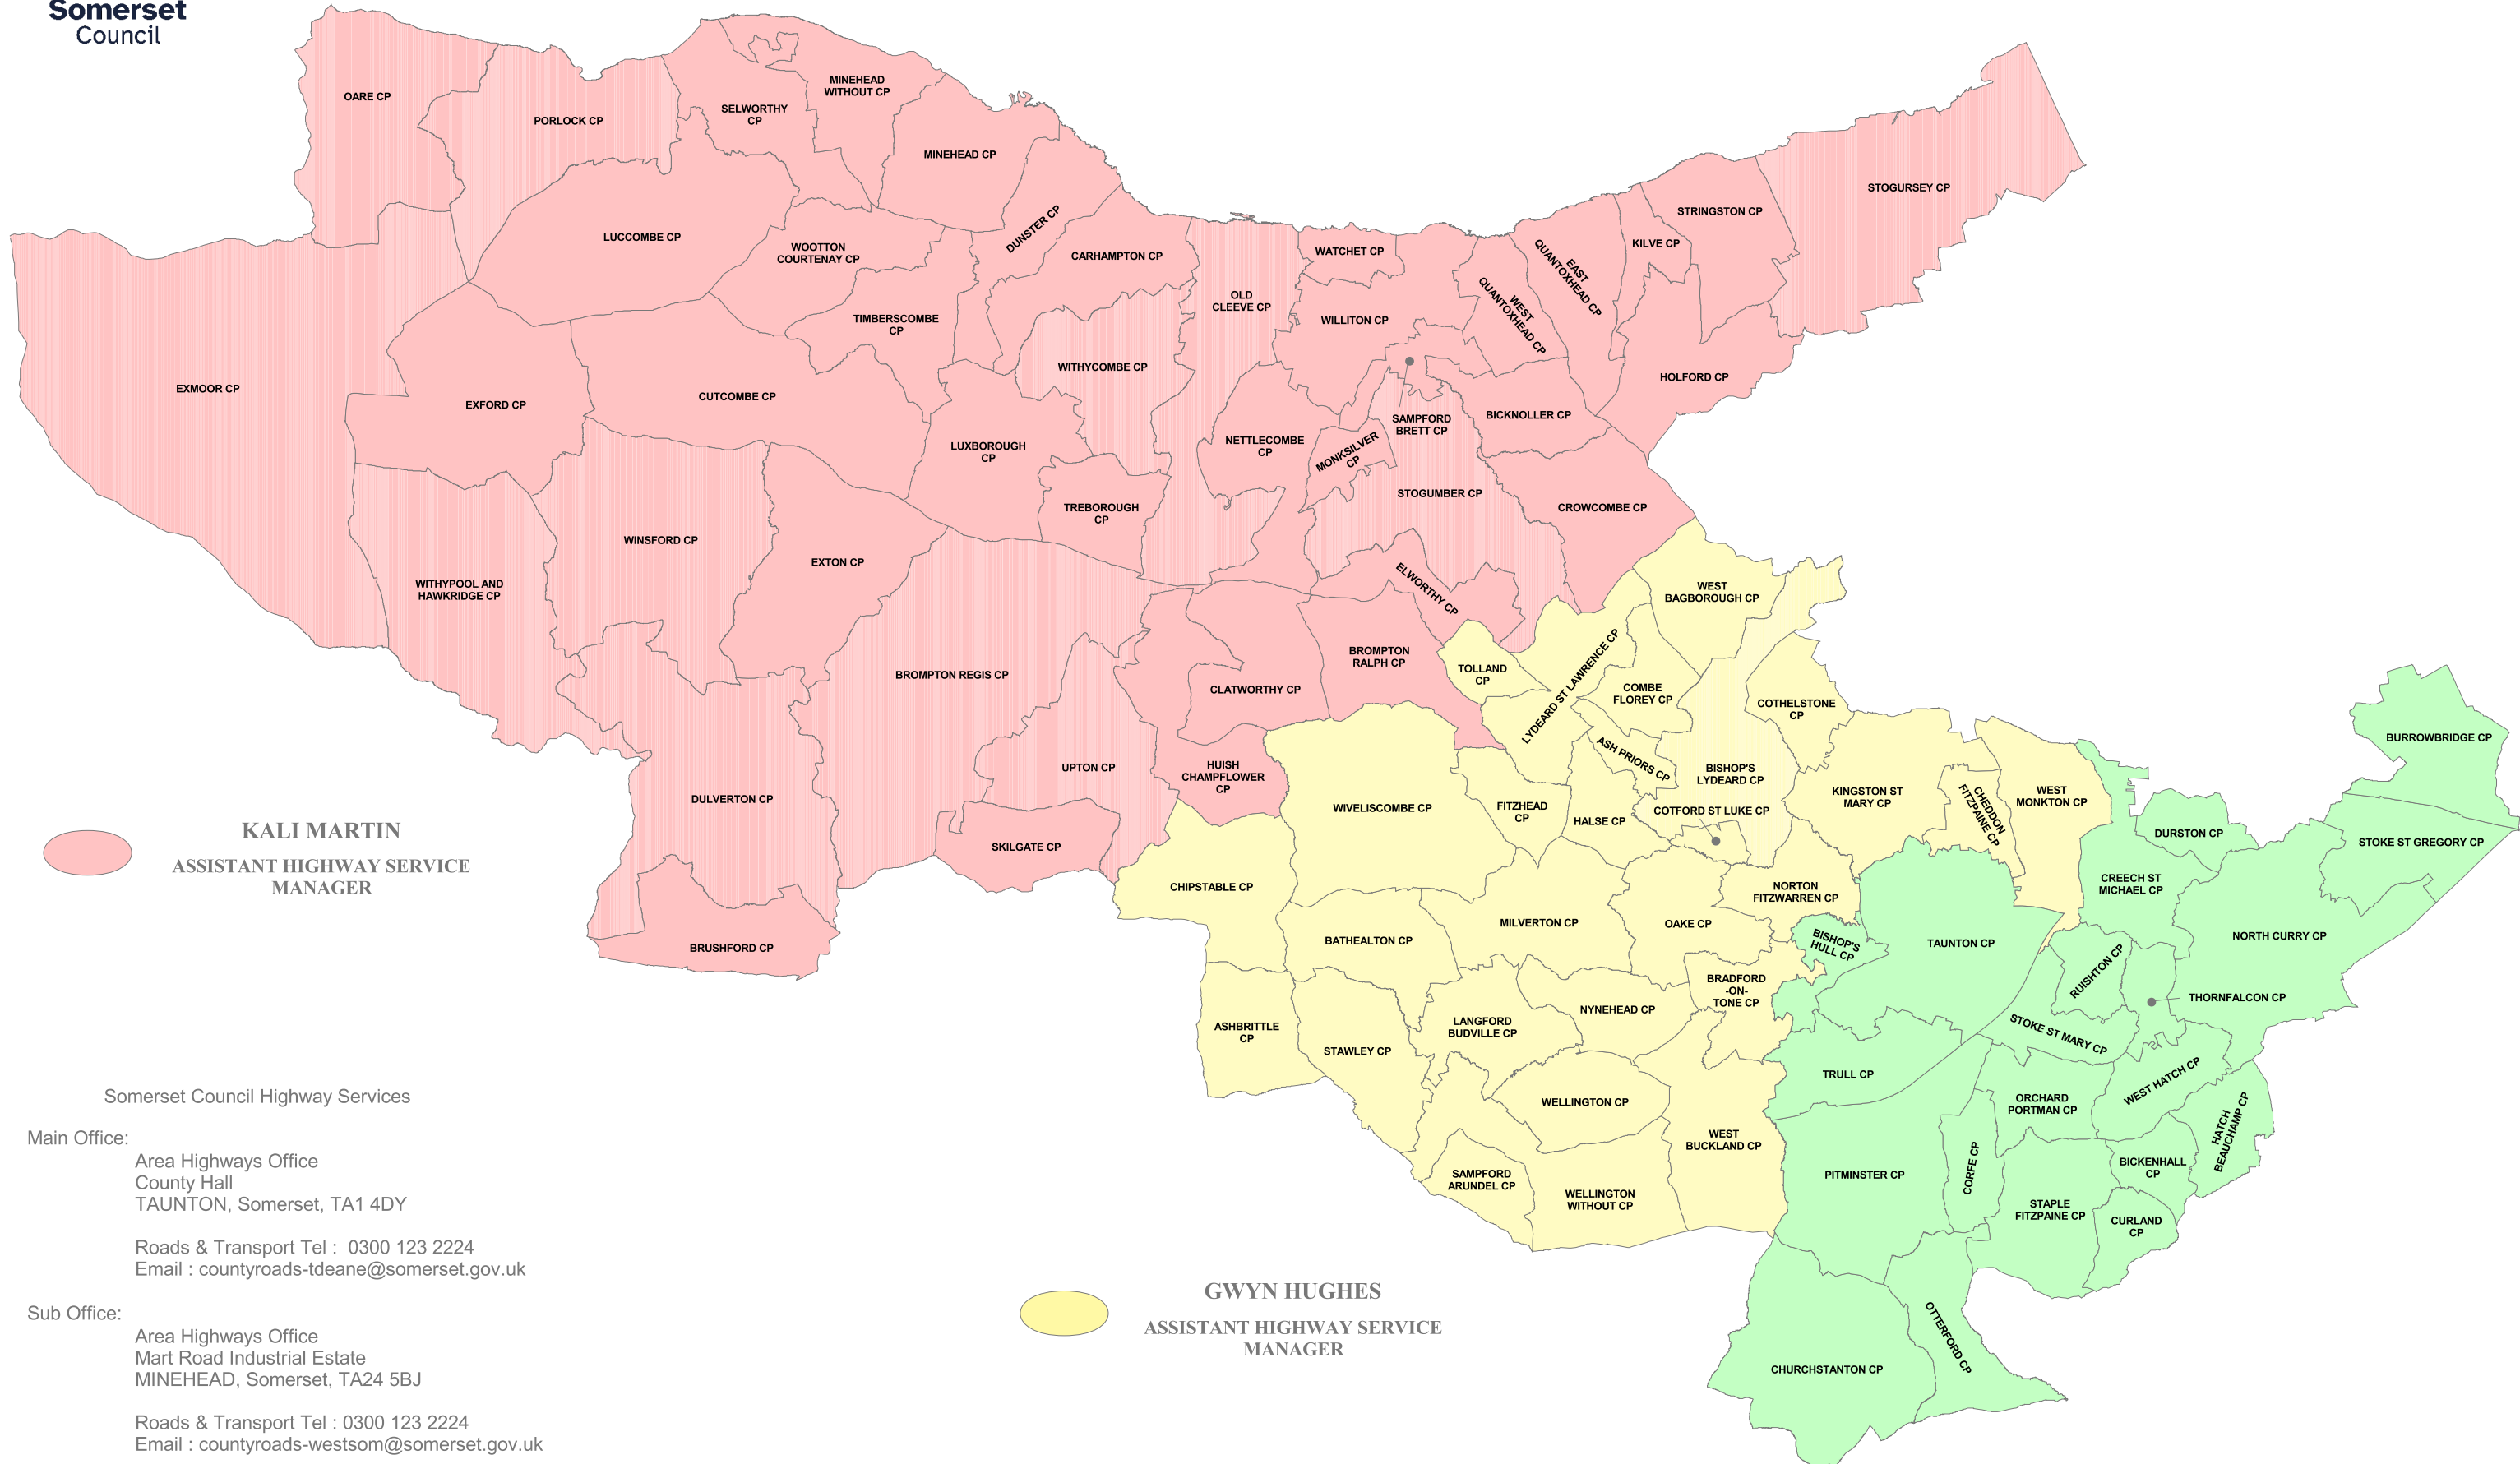 Somerset
Council
OARE CP
PORLOCK CP
SELWORTHY
CP
MINEHEAD
WITHOUT CP
MINEHEAD CP
DUNSTER CP
LUCCOMBE CP
WOOTTON
COURTENAY CP
CARHAMPTON CP
TIMBERSCOMBE
CP
OLD
CLEEVE CP
WATCHET CP
WILLITON CP
WEST
QUANTOXHEAD CP
EAST
QUANTOXHEAD CP
KILVE CP
STRINGSTON CP
STOGURSEY CP
HOLFORD CP
EXMOOR CP
EXFORD CP
CUTCOMBE CP
WITHYCOMBE CP
LUXBOROUGH
CP
NETTLECOMBE
CP
MONKSILVER
CP
SAMPFORD
BRETT CP
BICKNOLLER CP
STOGUMBER CP
CROWCOMBE CP
TREBOROUGH
CP
WINSFORD CP
EXTON CP
WITHYPOOL AND
HAWKRIDGE CP
ELWORTHY CP
BROMPTON REGIS CP
CLATWORTHY CP
BROMPTON
RALPH CP
UPTON CP
HUISH
CHAMPFLOWER
CP
DULVERTON CP
SKILGATE CP
BRUSHFORD CP
WEST
BAGBOROUGH CP
TOLLAND
CP
LYDEARD ST LAWRENCE CP
COMBE
FLOREY CP
COTHELSTONE
CP
ASH PRIORS CP
BISHOP'S
LYDEARD CP
WIVELISCOMBE CP
FITZHEAD
CP
HALSE CP
COTFORD ST LUKE CP
KINGSTON ST
MARY CP
CHEDDON
FITZPAINE CP
WEST
MONKTON CP
CHIPSTABLE CP
BATHEALTON CP
MILVERTON CP
OAKE CP
NORTON
FITZWARREN CP
BRADFORD
-ON-
TONE CP
ASHBRITTLE
CP
STAWLEY CP
LANGFORD
BUDVILLE CP
NYNEHEAD CP
WELLINGTON CP
WEST
BUCKLAND CP
SAMPFORD
ARUNDEL CP
WELLINGTON
WITHOUT CP
BURROWBRIDGE CP
DURSTON CP
STOKE ST GREGORY CP
CREECH ST
MICHAEL CP
NORTH CURRY CP
BISHOP'S
HULL CP
TAUNTON CP
RUISHTON CP
THORNFALCON CP
STOKE ST MARY CP
TRULL CP
WEST HATCH CP
ORCHARD
PORTMAN CP
HATCH
BEAUCHAMP CP
PITMINSTER CP
CORFE CP
BICKENHALL
CP
STAPLE
FITZPAINE CP
CURLAND
CP
OTTERFORD CP
CHURCHSTANTON CP
KALI MARTIN
ASSISTANT HIGHWAY SERVICE
MANAGER
Somerset Council Highway Services
Main Office:
Area Highways Office
County Hall
TAUNTON, Somerset, TA1 4DY
Roads & Transport Tel : 0300 123 2224
Email : countyroads-tdeane@somerset.gov.uk
Sub Office:
Area Highways Office
Mart Road Industrial Estate
MINEHEAD, Somerset, TA24 5BJ
Roads & Transport Tel : 0300 123 2224
Email : countyroads-westsom@somerset.gov.uk
GWYN HUGHES
ASSISTANT HIGHWAY SERVICE
MANAGER